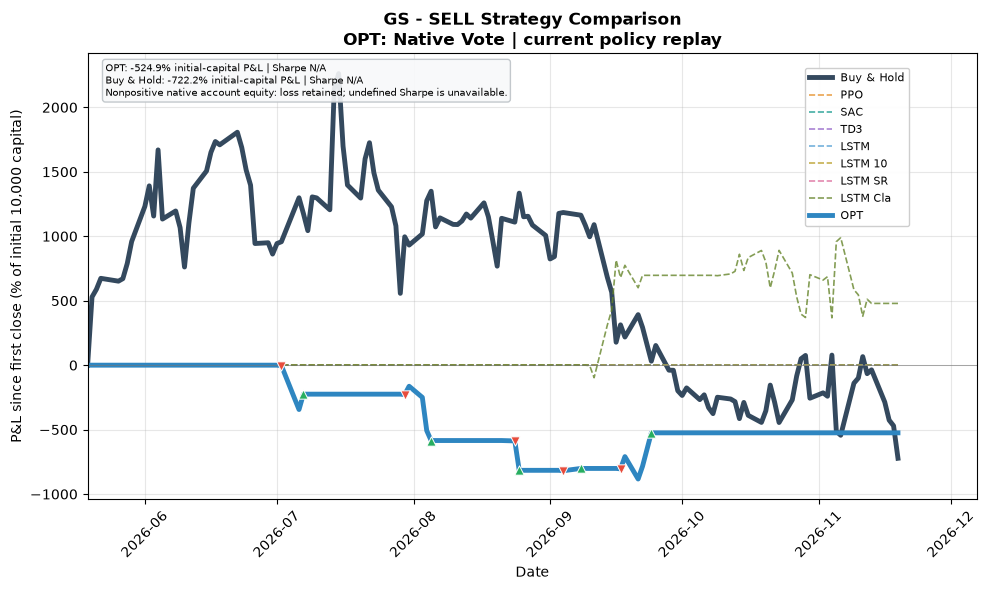 GS - SELL Strategy Comparison
OPT: Native Vote | current policy replay
OPT: -524.9% initial-capital P&L | Sharpe N/A
Buy & Hold: -722.2% initial-capital P&L | Sharpe N/A
Nonpositive native account equity: loss retained; undefined Sharpe is unavailable.
Buy & Hold
PPO
SAC
TD3
LSTM
LSTM 10
LSTM SR
LSTM Cla
OPT
P&L since first close (% of initial 10,000 capital)
2000
1500
1000
500
0
−500
−1000
2026-06
2026-07
2026-08
2026-09
2026-10
2026-11
2026-12
Date